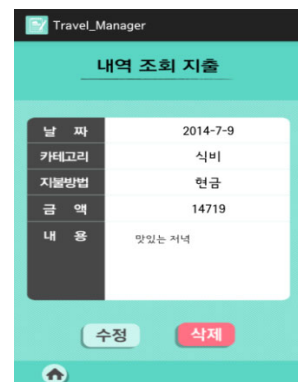 Travel_Manager
내역 조회 지출
날 짜 2014-7-9
카테고리 식비
지불방법 현금
금 액 14719
내 용 맛있는 저녁
수정 삭제